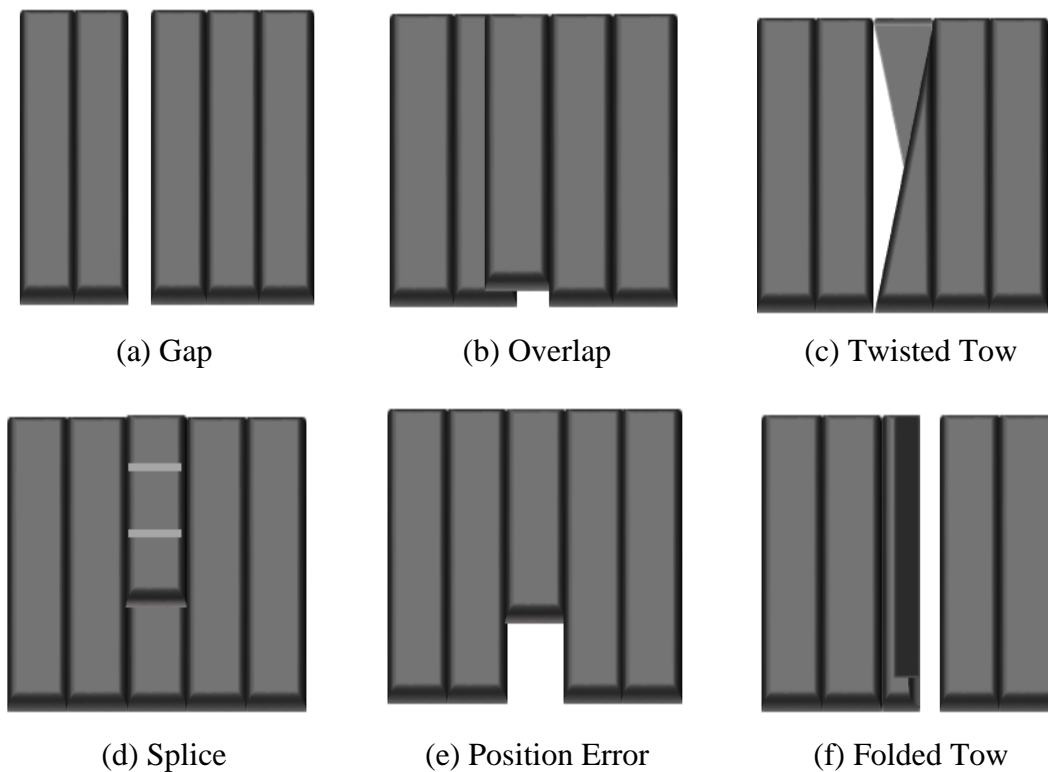 (a) Gap
(b) Overlap
(c) Twisted Tow
(d) Splice
(e) Position Error
(f) Folded Tow